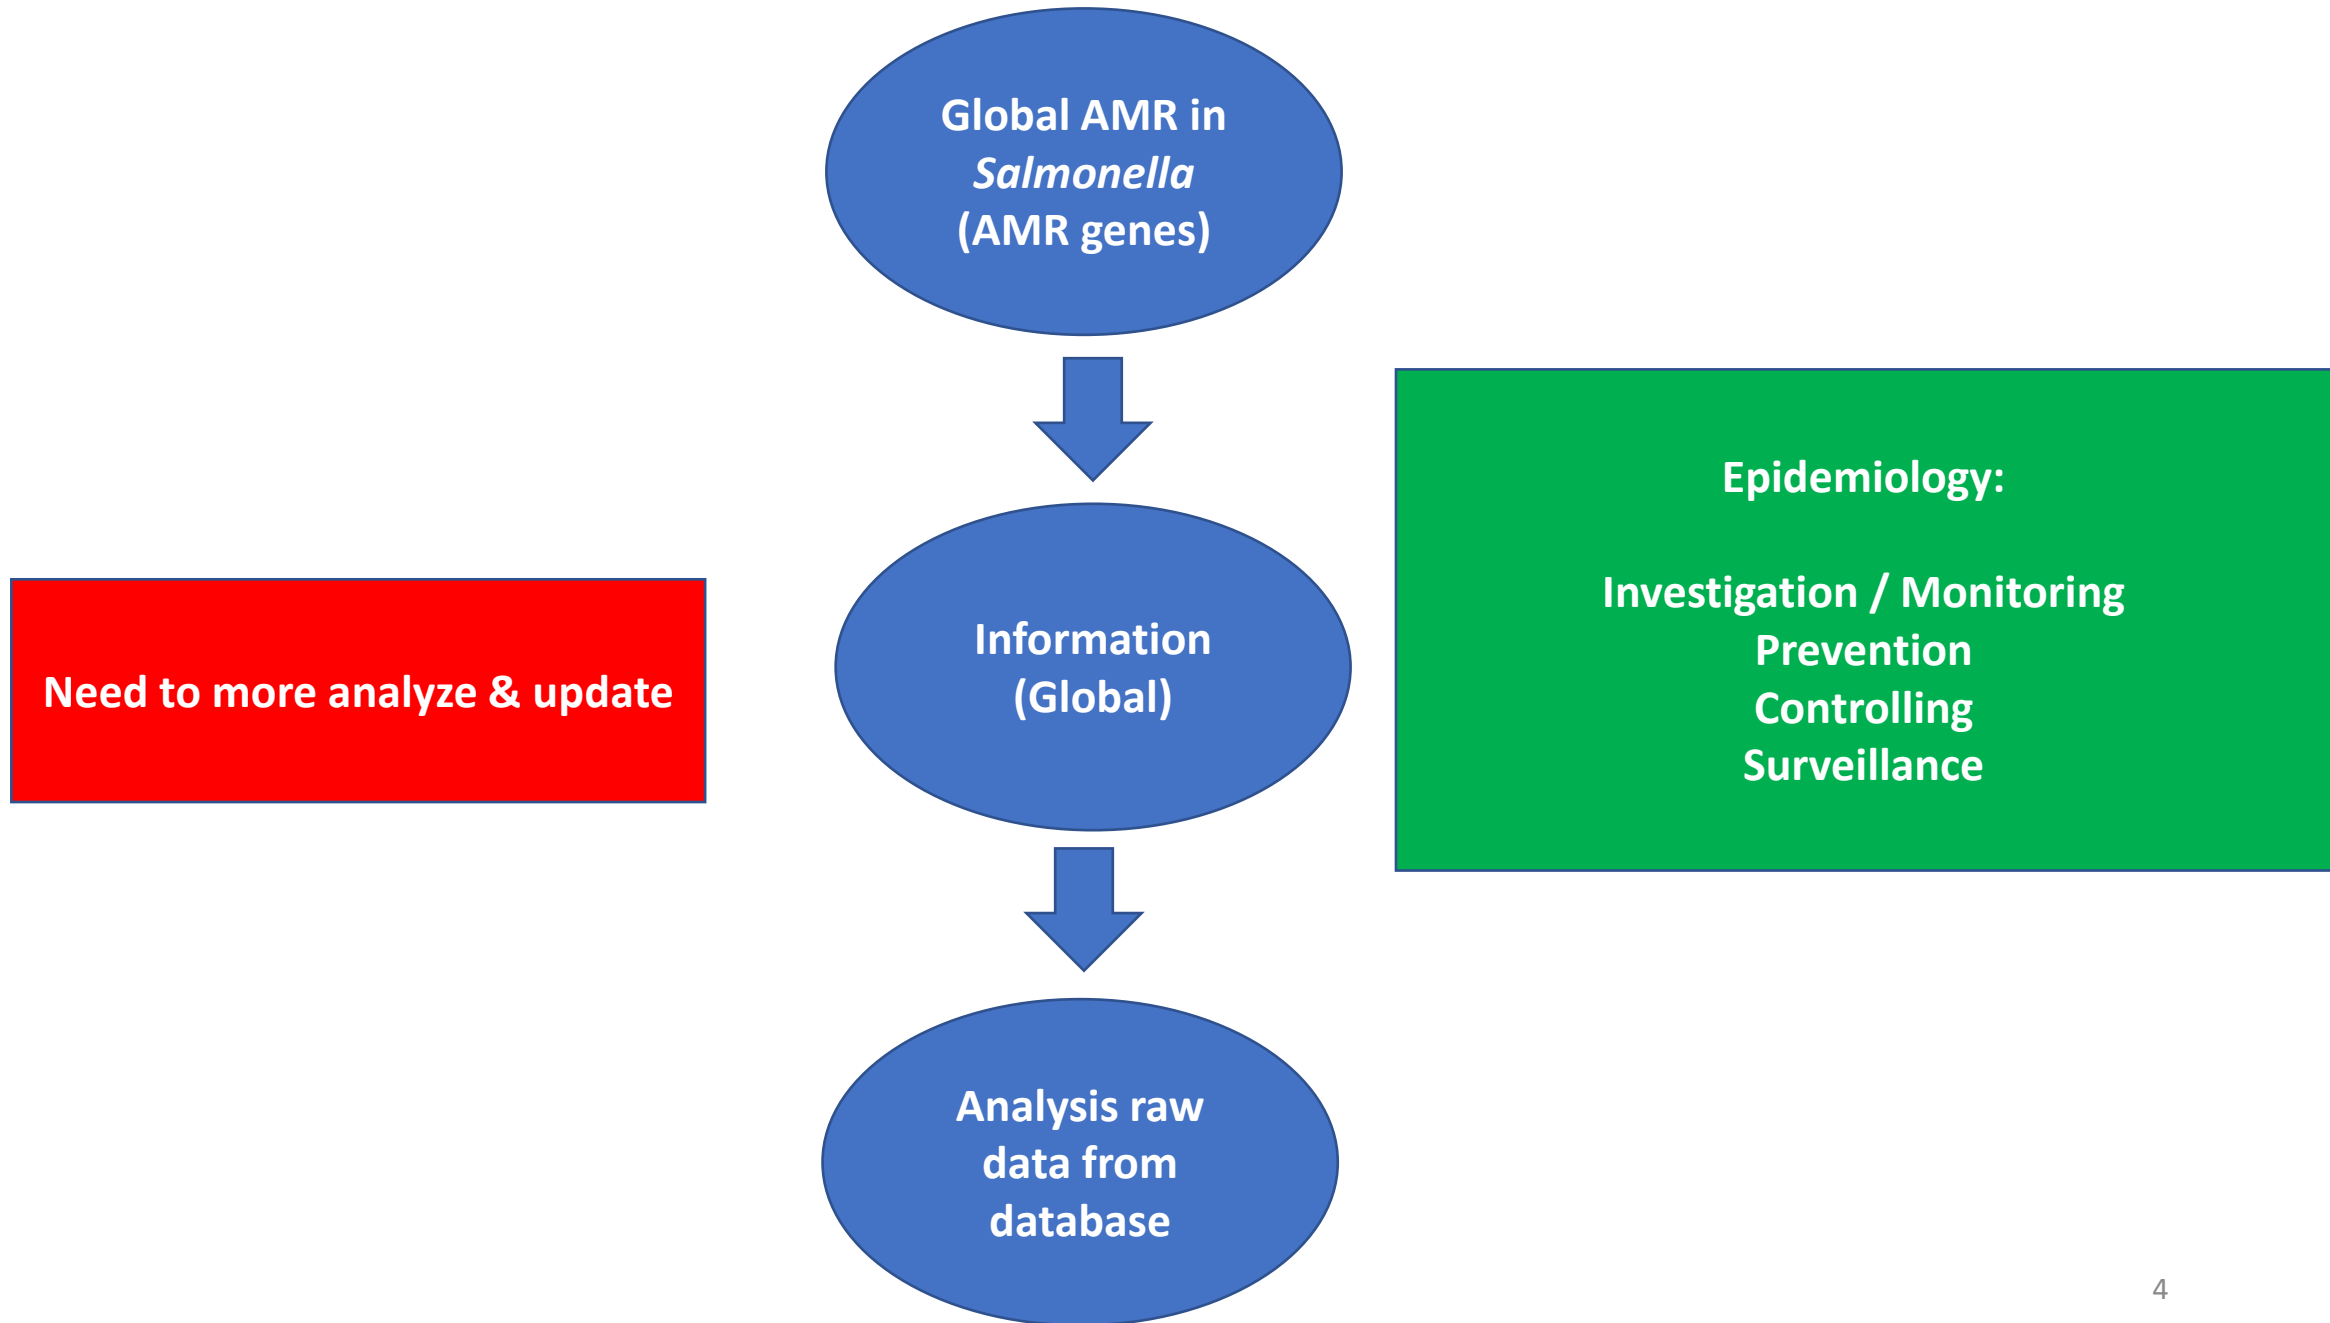 Global AMR in
Salmonella
(AMR genes)
Need to more analyze & update
Information
(Global)
Epidemiology:
Investigation / Monitoring
Prevention
Controlling
Surveillance
Analysis raw
data from
database
4